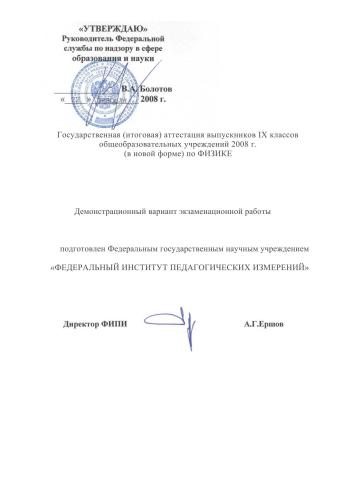 «УТВЕРЖДАЮ»
Руководитель Федеральной
службы по надзору в сфере
образования и науки
В.А. Болотов
2008 г.
Государственная (итоговая) аттестация выпускников IX классов
общеобразовательных учреждений 2008 г.
(в новой форме) по ФИЗИКЕ
Демонстрационный вариант экзаменационной работы
подготовлен Федеральным государственным научным учреждением
«ФЕДЕРАЛЬНЫЙ ИНСТИТУТ ПЕДАГОГИЧЕСКИХ ИЗМЕРЕНИЙ»
Директор ФИПИ А.Г.Ершов